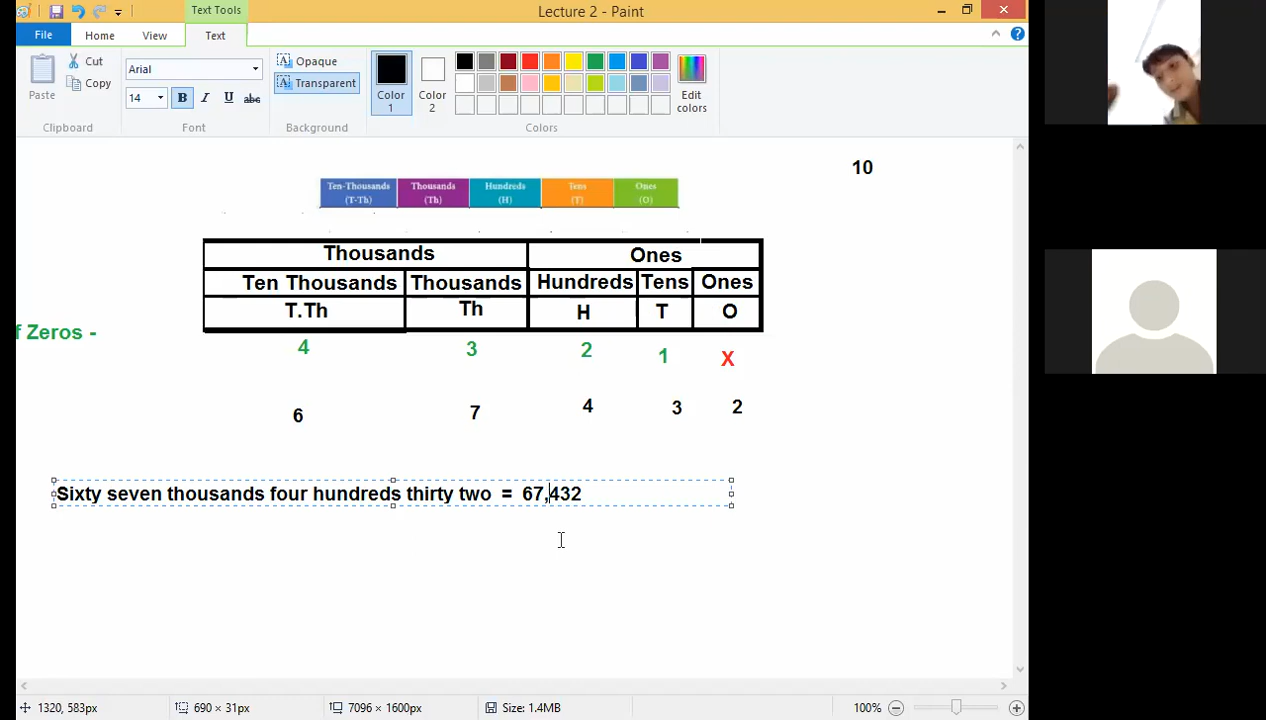 Text Tools
Lecture 2 - Paint
File Home View Text
Paste
Cut
Copy
Clipboard
Arial
14 B I U abc
Font
Opaque
Transparent
Background
Color 1
Color 2
Edit colors
Colors
10
Ten-Thousands Thousands Hundreds Tens Ones
(T-Th) (Th) (H) (T) (O)
Thousands Ones
Ten Thousands Thousands Hundreds Tens Ones
T.Th Th H T O
f Zeros - 4 3 2 1 X
6 7 4 3 2
Sixty seven thousands four hundreds thirty two = 67,432
1320, 583px 690 × 31px 7096 × 1600px Size: 1.4MB 100%